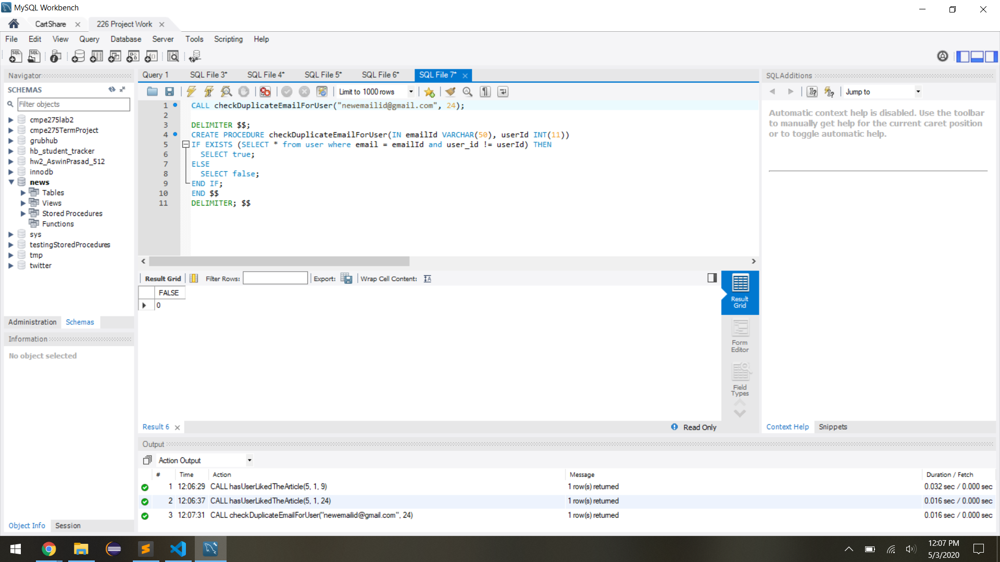 MySQL Workbench
CartShare
226 Project Work
File Edit View Query Database Server Tools Scripting Help
Navigator
SCHEMAS
Filter objects
cmpe275lab2
cmpe275TermProject
grubhub
hb_student_tracker
hw2_AswinPrasad_512
innodb
news
Tables
Views
Stored Procedures
Functions
sys
testingStoredProcedures
tmp
twitter
Administration Schemas
Information
No object selected
Object Info Session
Query 1 SQL File 3* SQL File 4* SQL File 5* SQL File 6* SQL File 7*
Limit to 1000 rows
1 CALL checkDuplicateEmailForUser("newemailid@gmail.com", 24);
2
3 DELIMITER $$;
4 CREATE PROCEDURE checkDuplicateEmailForUser(IN emailId VARCHAR(50), userId INT(11))
5 IF EXISTS (SELECT * from user where email = emailId and user_id != userId) THEN
6 SELECT true;
7 ELSE
8 SELECT false;
9 END IF;
10 END $$
11 DELIMITER; $$
Result Grid Filter Rows: Export: Wrap Cell Content:
FALSE
0
Result Grid
Form Editor
Field Types
Result 6
Read Only
SQLAdditions
Jump to
Automatic context help is disabled. Use the toolbar
to manually get help for the current caret position
or to toggle automatic help.
Context Help Snippets
Output
Action Output
# Time Action Message Duration / Fetch
1 12:06:29 CALL hasUserLikedTheArticle(5, 1, 9) 1 row(s) returned 0.032 sec / 0.000 sec
2 12:06:37 CALL hasUserLikedTheArticle(5, 1, 24) 1 row(s) returned 0.016 sec / 0.000 sec
3 12:07:31 CALL checkDuplicateEmailForUser("newemailid@gmail.com", 24) 1 row(s) returned 0.016 sec / 0.000 sec
12:07 PM
5/3/2020